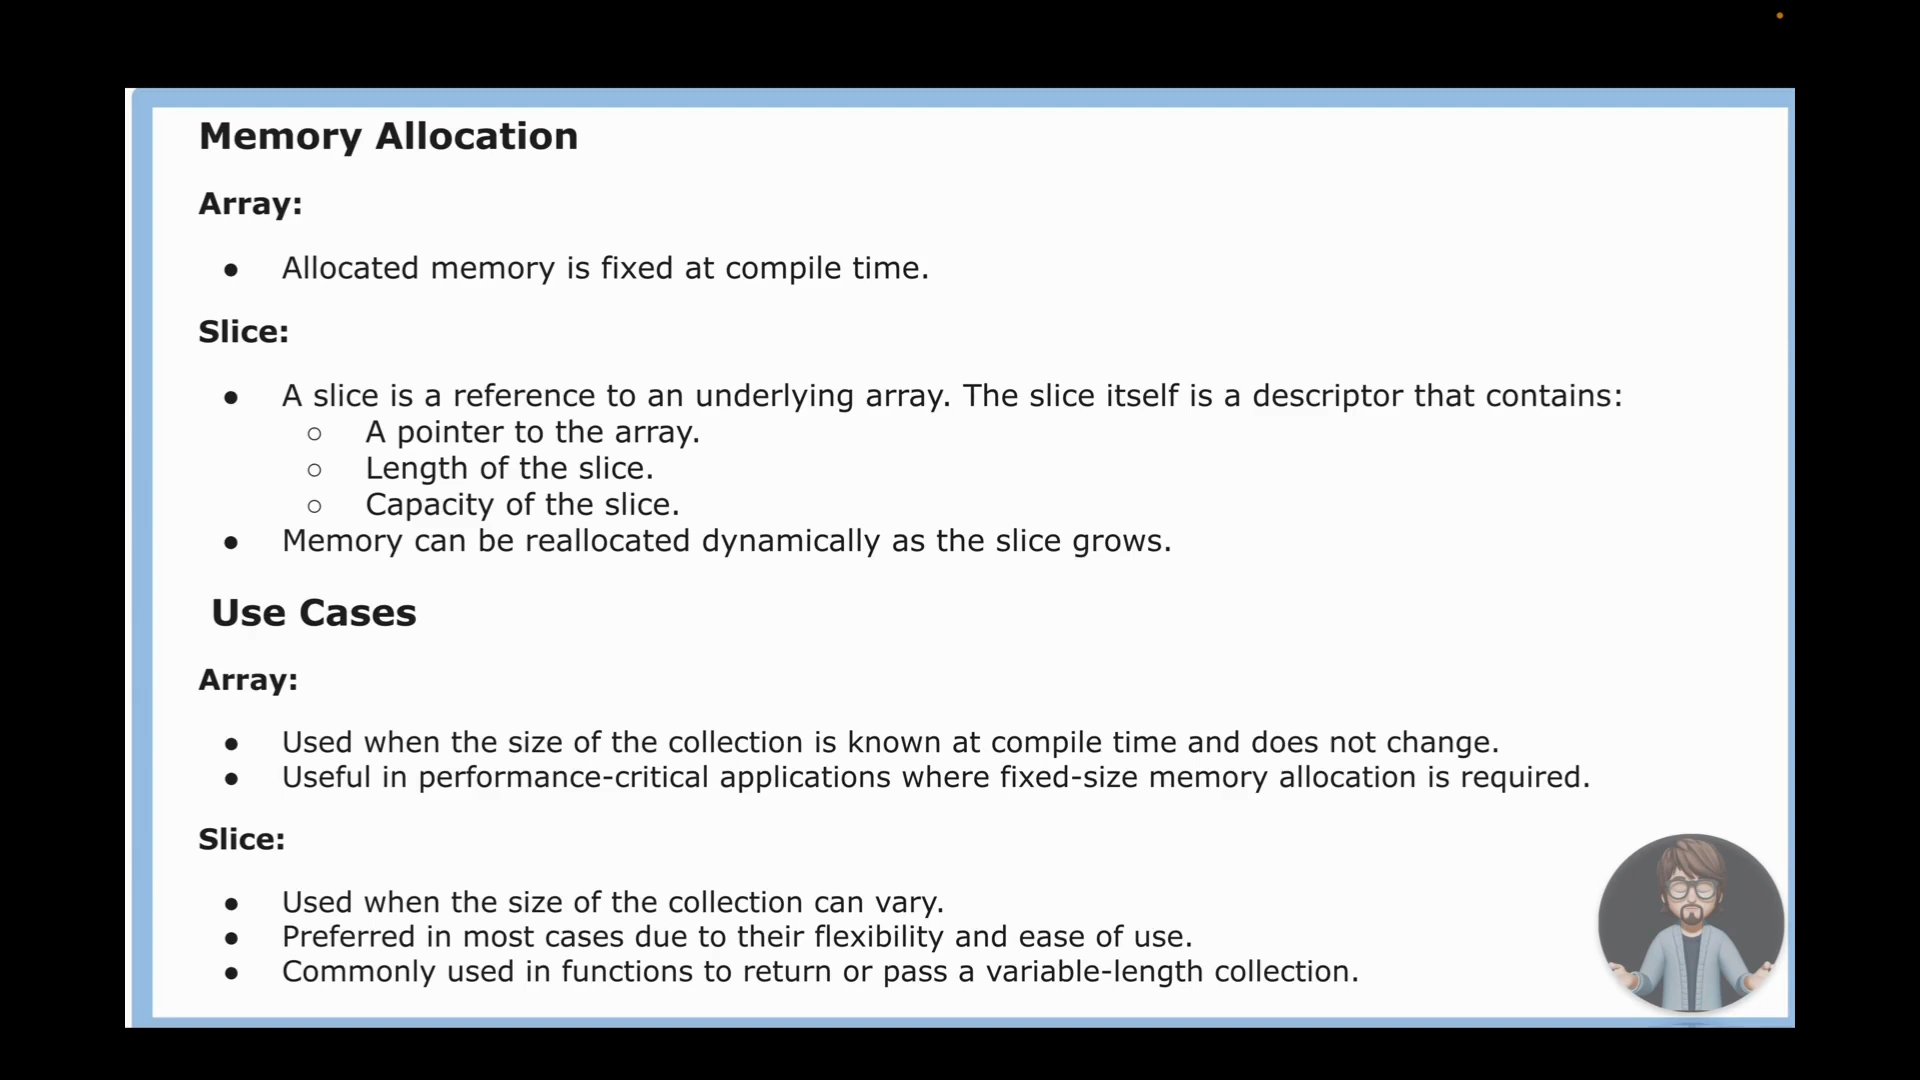 Memory Allocation
Array:
● Allocated memory is fixed at compile time.
Slice:
● A slice is a reference to an underlying array. The slice itself is a descriptor that contains:
○ A pointer to the array.
○ Length of the slice.
○ Capacity of the slice.
● Memory can be reallocated dynamically as the slice grows.
Use Cases
Array:
● Used when the size of the collection is known at compile time and does not change.
● Useful in performance-critical applications where fixed-size memory allocation is required.
Slice:
● Used when the size of the collection can vary.
● Preferred in most cases due to their flexibility and ease of use.
● Commonly used in functions to return or pass a variable-length collection.